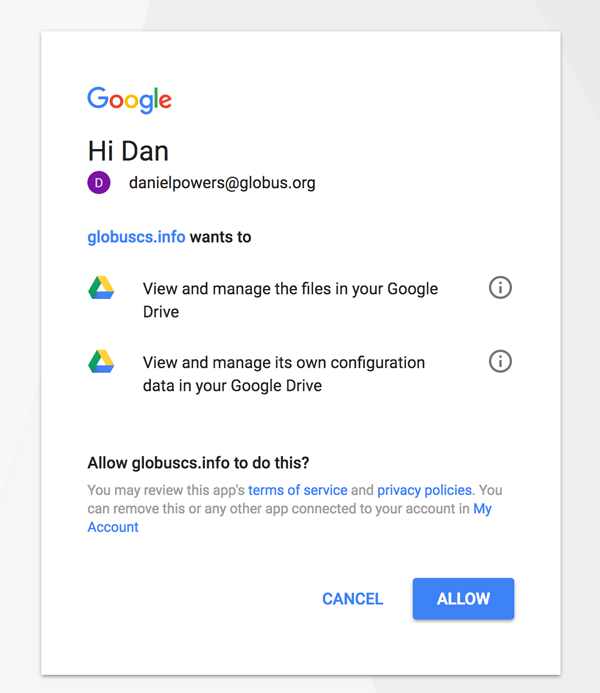 Google
Hi Dan
D
danielpowers@globus.org
globuscs.info wants to
View and manage the files in your Google
Drive
View and manage its own configuration
data in your Google Drive
Allow globuscs.info to do this?
You may review this app's terms of service and privacy policies. You
can remove this or any other app connected to your account in My
Account
CANCEL
ALLOW